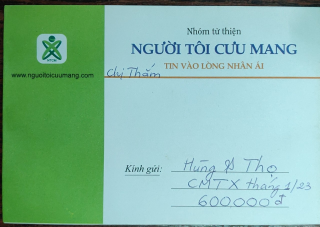 Nhóm từ thiện
NGƯỜI TÔI CƯU MANG
TIN VÀO LÒNG NHÂN ÁI
www.nguoitoicuumang.com
Chị Thắm
Kính gửi: Hùng & Thọ
CMTX tháng 1/23
600.000đ